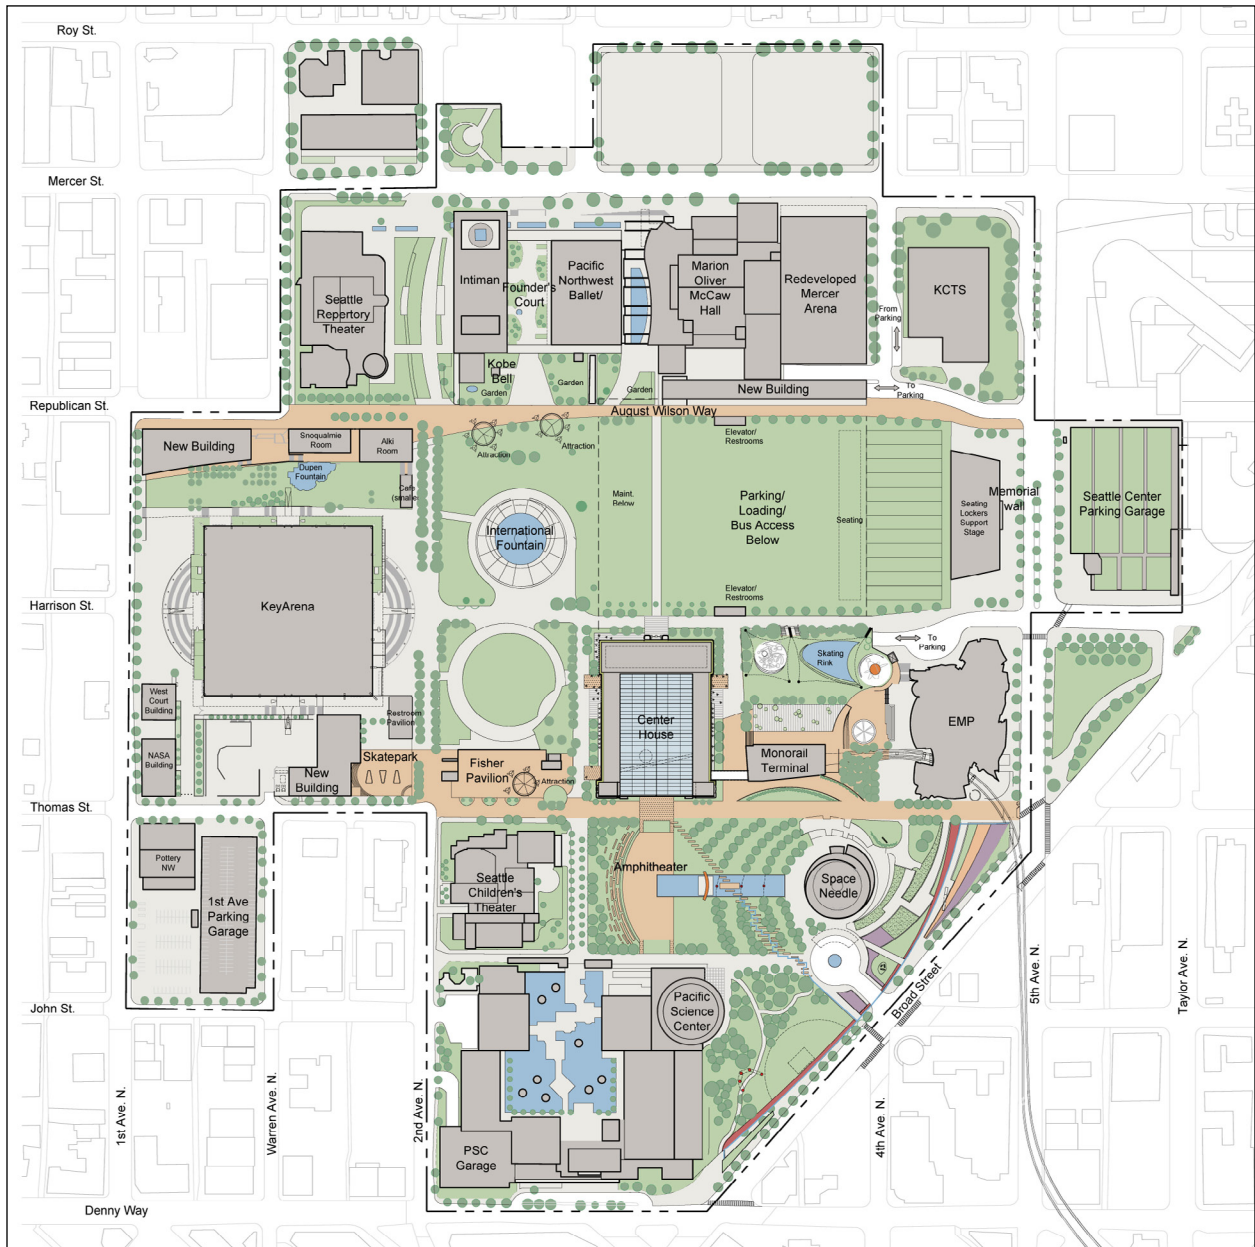 Roy St.
Mercer St.
Intiman
Pacific
Northwest
Ballet/
Founder's
Court
Marion
Oliver
McCaw
Hall
Redeveloped
Mercer
Arena
KCTS
Seattle
Repertory
Theater
From
Parking
Kobe
Bell
Garden
Garden
Garden
New Building
To
Parking
Republican St.
August Wilson Way
New Building
Snoqualmie
Room
Alki
Room
Attraction
Attraction
Elevator/
Restrooms
Dupen
Fountain
Cafe
(smaller
Maint.
Below
Parking/
Loading/
Bus Access
Below
Seating
Seating
Lockers
Support
Stage
Memorial
wall
Seattle Center
Parking Garage
International
Fountain
KeyArena
Harrison St.
Elevator/
Restrooms
To
Parking
Skating
Rink
West
Court
Building
Restroom
Pavilion
Center
House
EMP
NASA
Building
New
Building
Skatepark
Fisher
Pavilion
Attraction
Monorail
Terminal
Thomas St.
Pottery
NW
1st Ave
Parking
Garage
Seattle
Children's
Theater
Amphitheater
Space
Needle
Broad Street
5th Ave. N.
Taylor Ave. N.
John St.
Pacific
Science
Center
1st Ave. N.
Warren Ave. N.
2nd Ave. N.
4th Ave. N.
PSC
Garage
Denny Way